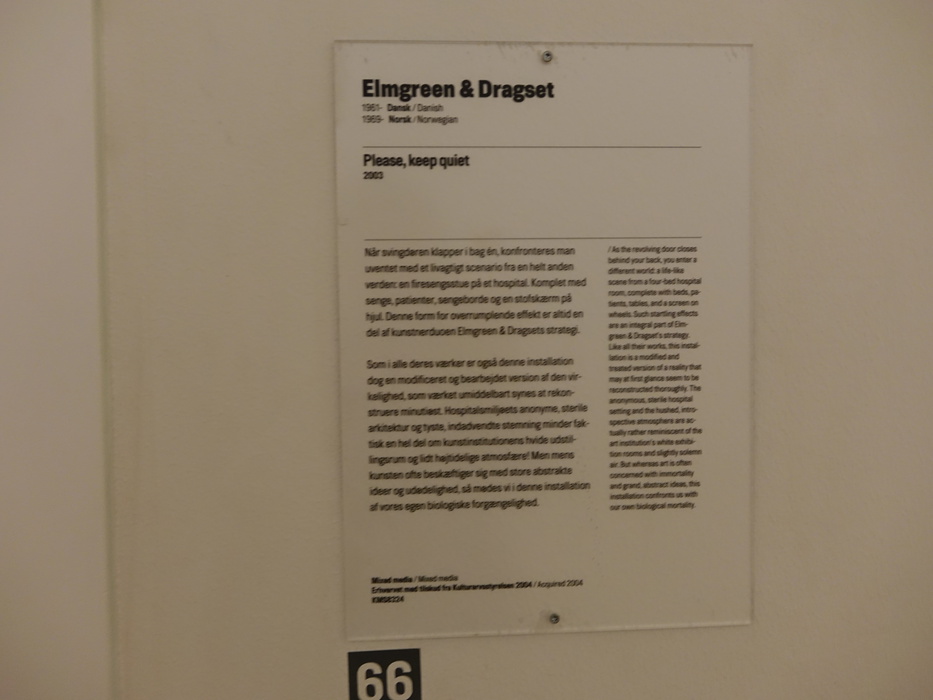 Elmgreen & Dragset
1961- Dansk / Danish
1969- Norsk / Norwegian
Please, keep quiet
2003
Når svingdøren klapper i bag én, konfronteres man
uventet med et livagtigt scenario fra en helt anden
verden: en firesengsstue på et hospital. Komplet med
senge, patienter, sengeborde og en stofskærm på
hjul. Denne form for overrumplende effekt er altid en
del af kunstnerduoen Elmgreen & Dragsets strategi.
Som i alle deres værker er også denne installation
dog en modificeret og bearbejdet version af den vir-
kelighed, som værket umiddelbart synes at rekon-
struere minutiøst. Hospitalsmiljøets anonyme, sterile
arkitektur og tyste, indadvendte stemning minder fak-
tisk en hel del om kunstinstitutionens hvide udstil-
lingsrum og lidt højtidelige atmosfære! Men mens
kunsten ofte beskæftiger sig med store abstrakte
ideer og udødelighed, så mødes vi i denne installation
af vores egen biologiske forgængelighed.
/ As the revolving door closes
behind your back, you enter a
different world: a life-like
scene from a four-bed hospital
room, complete with beds, pa-
tients, tables, and a screen on
wheels. Such startling effects
are an integral part of Elm-
green & Dragset's strategy.
Like all their works, this instal-
lation is a modified and
treated version of a reality that
may at first glance seem to be
reconstructed thoroughly. The
anonymous, sterile hospital
setting and the hushed, intro-
spective atmosphere are ac-
tually rather reminiscent of the
art institution's white exhibi-
tion rooms and slightly solemn
air. But whereas art is often
concerned with immortality
and grand, abstract ideas, this
installation confronts us with
our own biological mortality.
Mixed media / Mixed media
Erhvervet med tilskud fra Kulturarvsstyrelsen 2004 / Acquired 2004
KMS8224
66